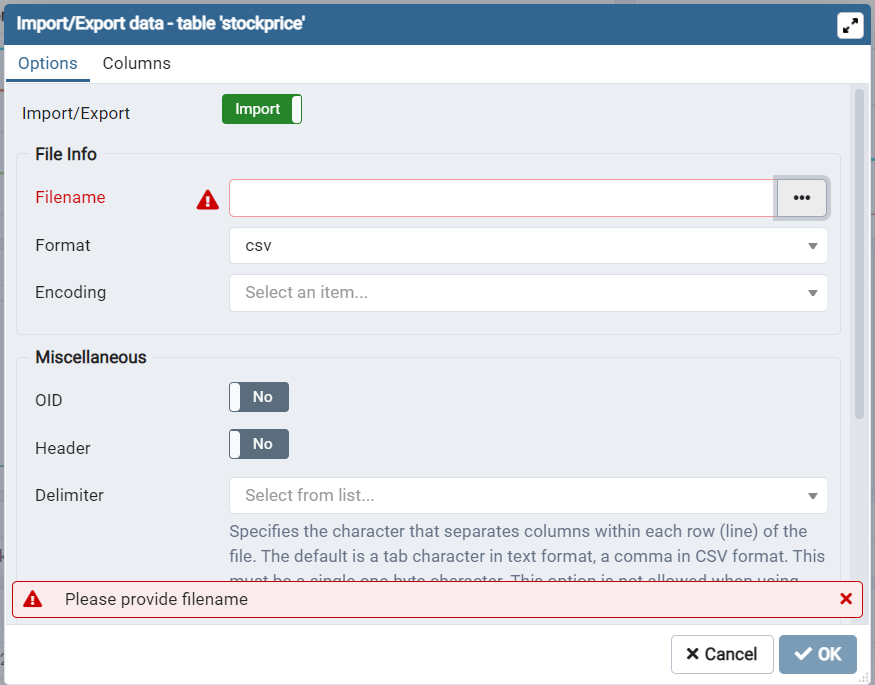 Import/Export data - table 'stockprice'
Options Columns
Import/Export Import
File Info
Filename
Format csv
Encoding Select an item...
Miscellaneous
OID No
Header No
Delimiter Select from list...
Specifies the character that separates columns within each row (line) of the
file. The default is a tab character in text format, a comma in CSV format. This
must be a single one-byte character. This option is not allowed when using
Please provide filename
Cancel OK